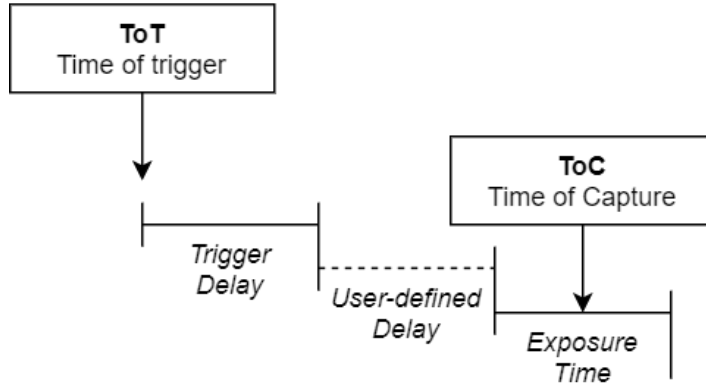 ToT
Time of trigger
ToC
Time of Capture
Trigger
Delay
User-defined
Delay
Exposure
Time